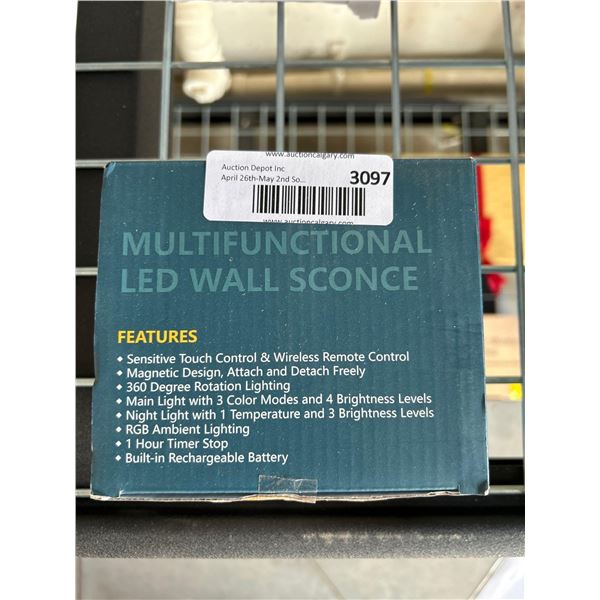 www.auctioncalgary.com
Auction Depot Inc
April 26th-May 2nd So...
3097
www.auctioncalgary.com
MULTIFUNCTIONAL
LED WALL SCONCE
FEATURES
• Sensitive Touch Control & Wireless Remote Control
• Magnetic Design, Attach and Detach Freely
• 360 Degree Rotation Lighting
• Main Light with 3 Color Modes and 4 Brightness Levels
• Night Light with 1 Temperature and 3 Brightness Levels
• RGB Ambient Lighting
• 1 Hour Timer Stop
• Built-in Rechargeable Battery